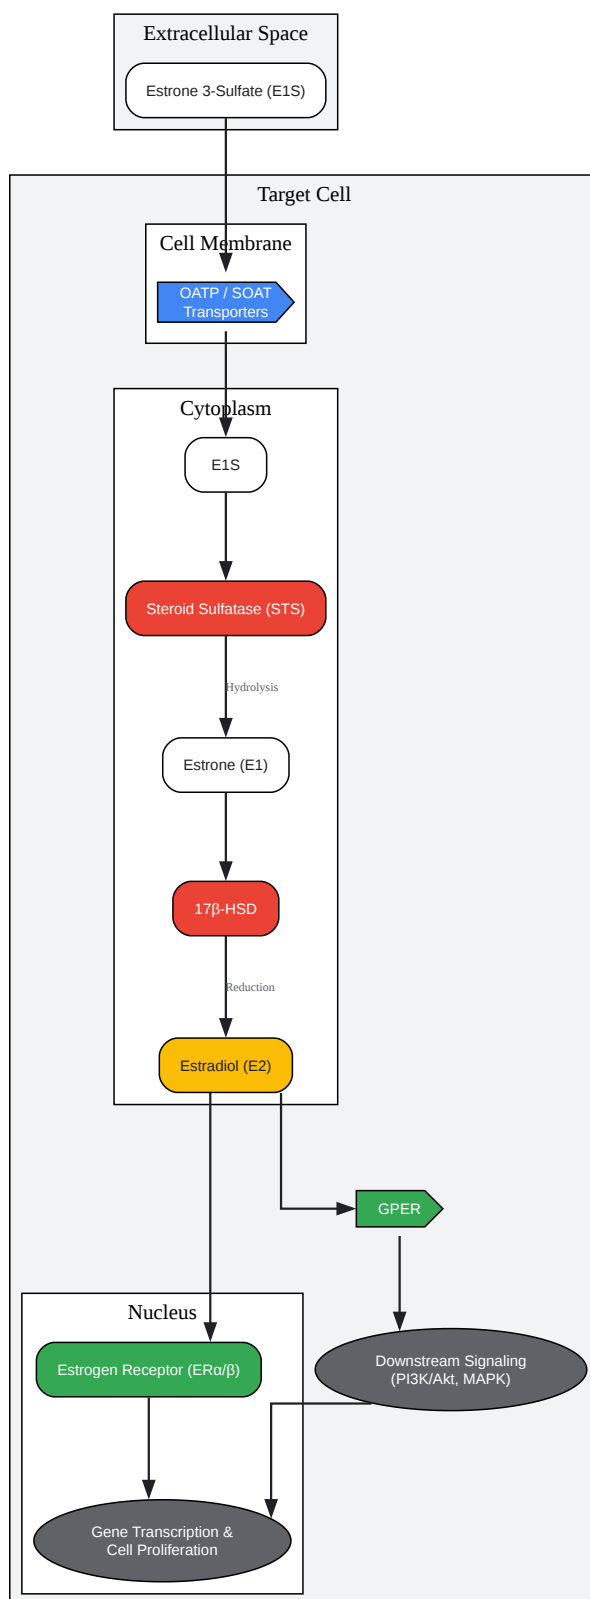 Extracellular Space
Estrone 3-Sulfate (E1S)
Target Cell
Cell Membrane
OATP / SOAT
Transporters
Cytoplasm
E1S
Steroid Sulfatase (STS)
Hydrolysis
Estrone (E1)
17β-HSD
Reduction
Estradiol (E2)
GPER
Nucleus
Estrogen Receptor (ERα/β)
Downstream Signaling
(PI3K/Akt, MAPK)
Gene Transcription &
Cell Proliferation